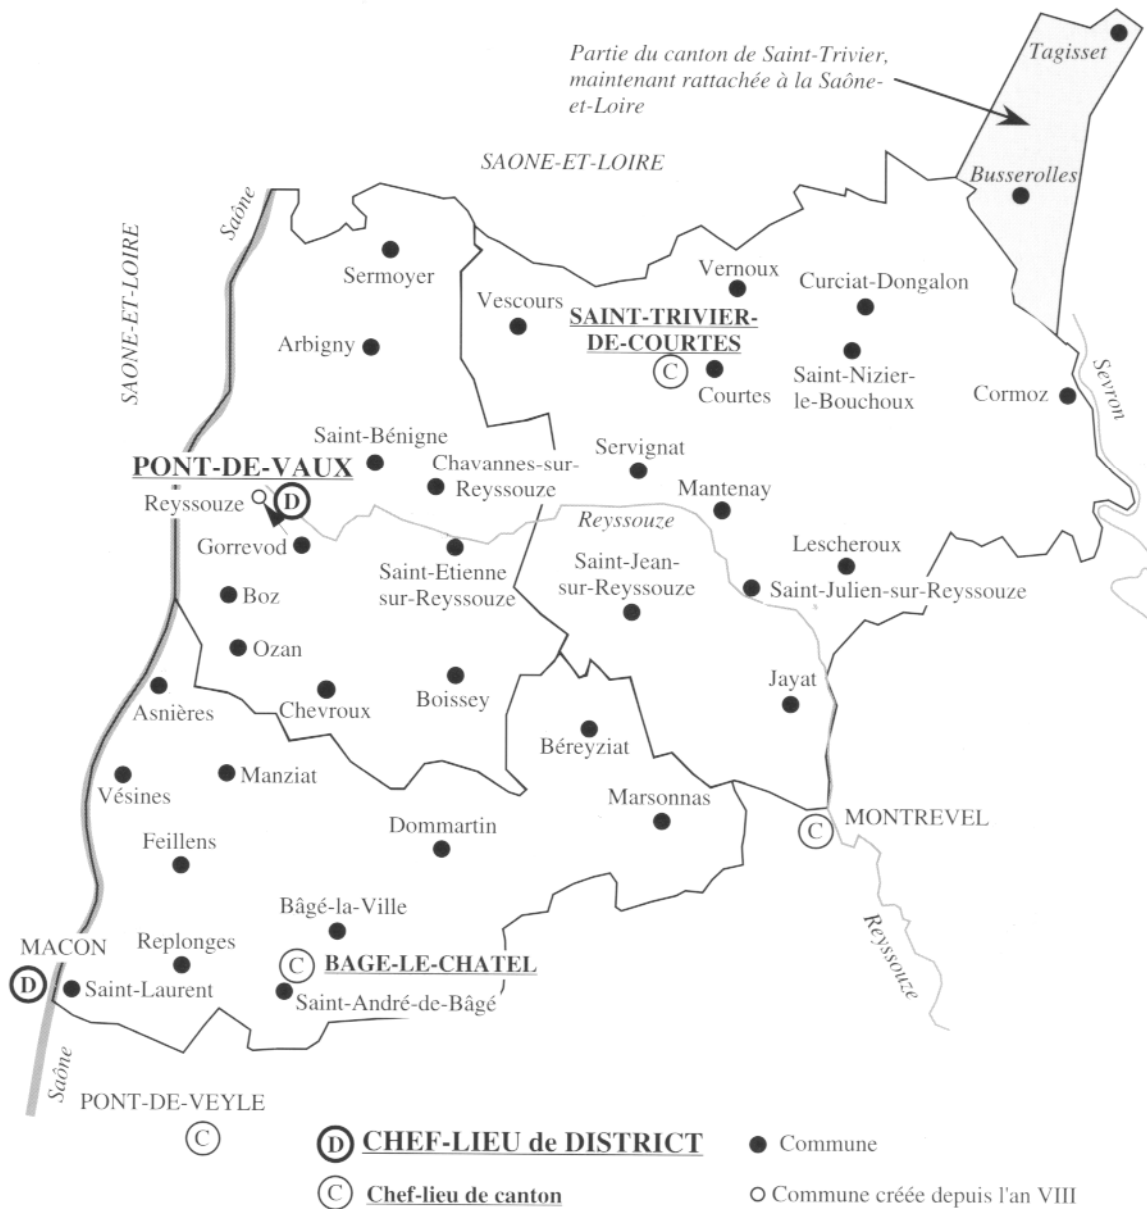 Partie du canton de Saint-Trivier,
maintenant rattachée à la Saône-
et-Loire
Tagisset
SAONE-ET-LOIRE
Busserolles
Saône
SAONE-ET-LOIRE
Sermoyer
Vernoux
Curciat-Dongalon
Vescours
SAINT-TRIVIER-
DE-COURTES
C
Arbigny
Courtes
Saint-Nizier-
le-Bouchoux
Cormoz
Sevron
Saint-Bénigne
Servignat
PONT-DE-VAUX
Chavannes-sur-
Reyssouze
Reyssouze
D
Mantenay
Reyssouze
Gorrevod
Saint-Etienne
sur-Reyssouze
Saint-Jean-
sur-Reyssouze
Lescheroux
Saint-Julien-sur-Reyssouze
Boz
Ozan
Jayat
Asnières
Chevroux
Boissey
Béreyziat
Vésines
Manziat
Marsonnas
MONTREVEL
C
Feillens
Dommartin
Bâgé-la-Ville
Reyssouze
MACON
Replonges
D
Saint-Laurent
C
BAGE-LE-CHATEL
Saint-André-de-Bâgé
Saône
PONT-DE-VEYLE
C
D CHEF-LIEU de DISTRICT
Commune
C Chef-lieu de canton
Commune créée depuis l'an VIII